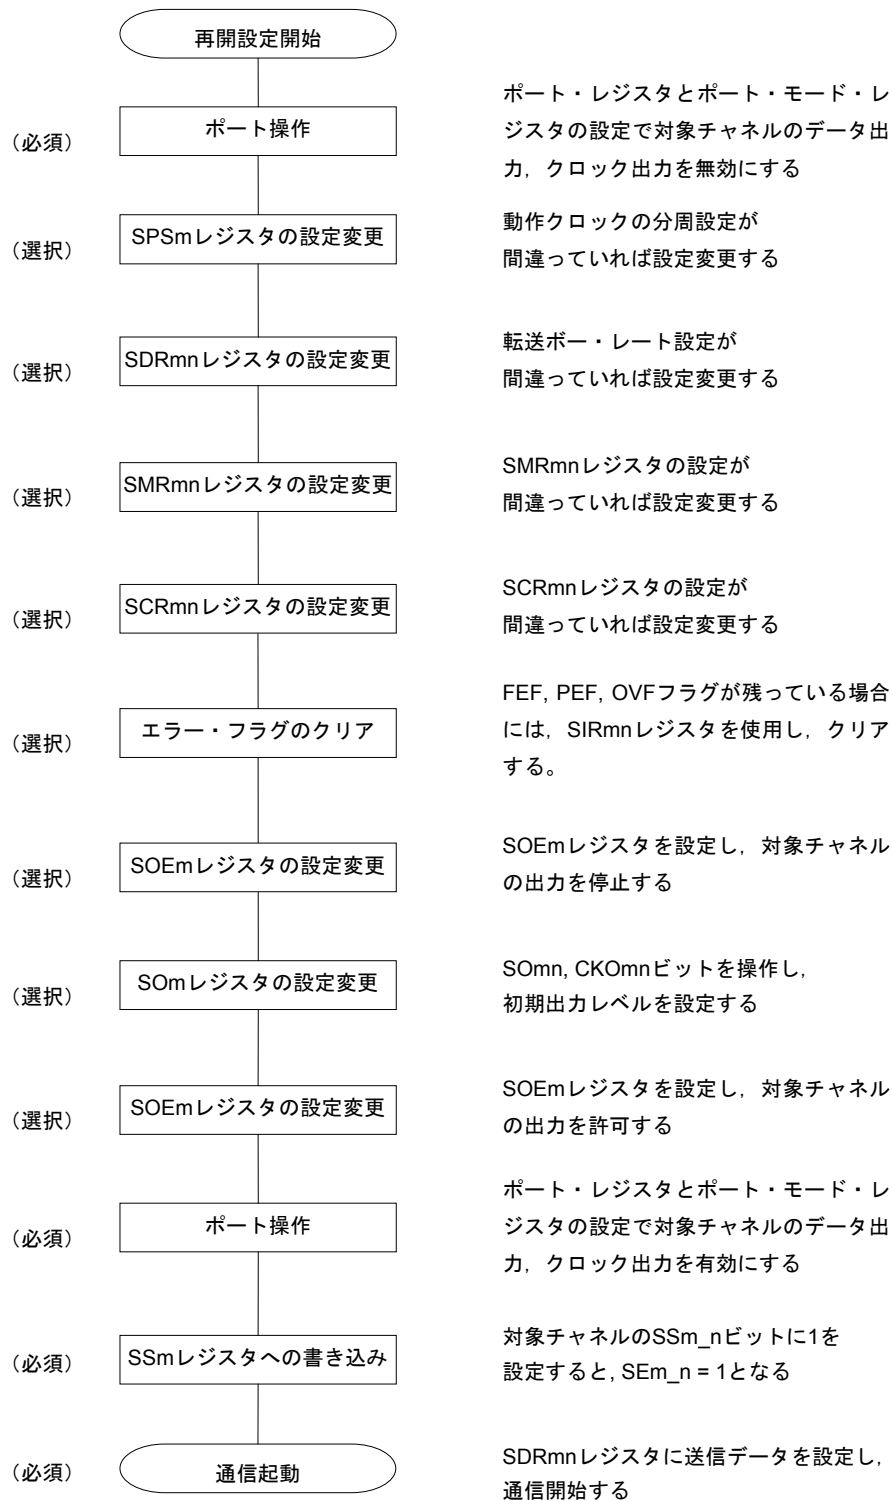 再開設定開始
（必須）
ポート操作
ポート・レジスタとポート・モード・レ
ジスタの設定で対象チャネルのデータ出
力，クロック出力を無効にする
（選択）
SPSmレジスタの設定変更
動作クロックの分周設定が
間違っていれば設定変更する
（選択）
SDRmnレジスタの設定変更
転送ボー・レート設定が
間違っていれば設定変更する
（選択）
SMRmnレジスタの設定変更
SMRmnレジスタの設定が
間違っていれば設定変更する
（選択）
SCRmnレジスタの設定変更
SCRmnレジスタの設定が
間違っていれば設定変更する
（選択）
エラー・フラグのクリア
FEF, PEF, OVFフラグが残っている場合
には，SIRmnレジスタを使用し，クリア
する。
（選択）
SOEmレジスタの設定変更
SOEmレジスタを設定し，対象チャネル
の出力を停止する
（選択）
SOmレジスタの設定変更
SOmn, CKOmnビットを操作し，
初期出力レベルを設定する
（選択）
SOEmレジスタの設定変更
SOEmレジスタを設定し，対象チャネル
の出力を許可する
（必須）
ポート操作
ポート・レジスタとポート・モード・レ
ジスタの設定で対象チャネルのデータ出
力，クロック出力を有効にする
（必須）
SSmレジスタへの書き込み
対象チャネルのSSm_nビットに1を
設定すると, SEm_n = 1となる
（必須）
通信起動
SDRmnレジスタに送信データを設定し，
通信開始する